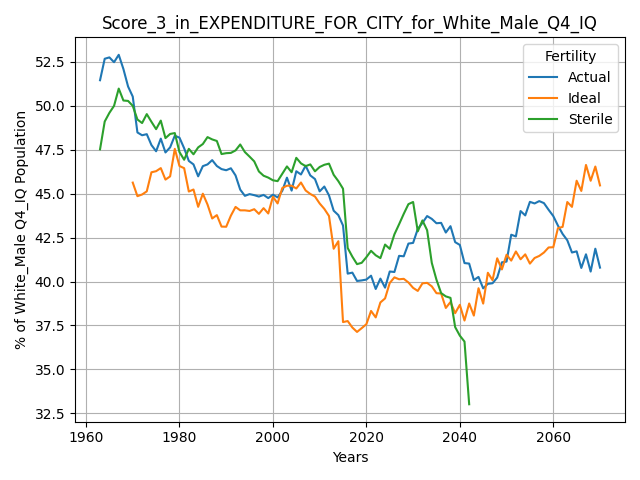 Score_3_in_EXPENDITURE_FOR_CITY_for_White_Male_Q4_IQ
% of White_Male Q4_IQ Population
52.5
50.0
47.5
45.0
42.5
40.0
37.5
35.0
32.5
Fertility
Actual
Ideal
Sterile
1960
1980
2000
2020
2040
2060
Years